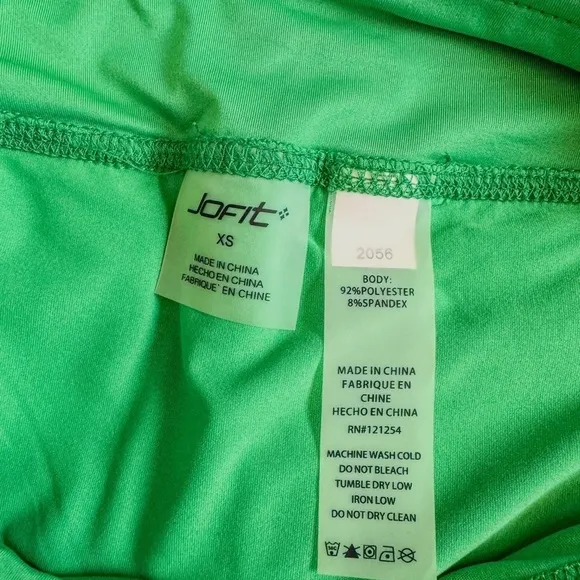 JOFIT
XS
MADE IN CHINA
HECHO EN CHINA
FABRIQUE` EN CHINE
2056
BODY:
92%POLYESTER
8%SPANDEX
MADE IN CHINA
FABRIQUE EN
CHINE
HECHO EN CHINA
RN#121254
MACHINE WASH COLD
DO NOT BLEACH
TUMBLE DRY LOW
IRON LOW
DO NOT DRY CLEAN